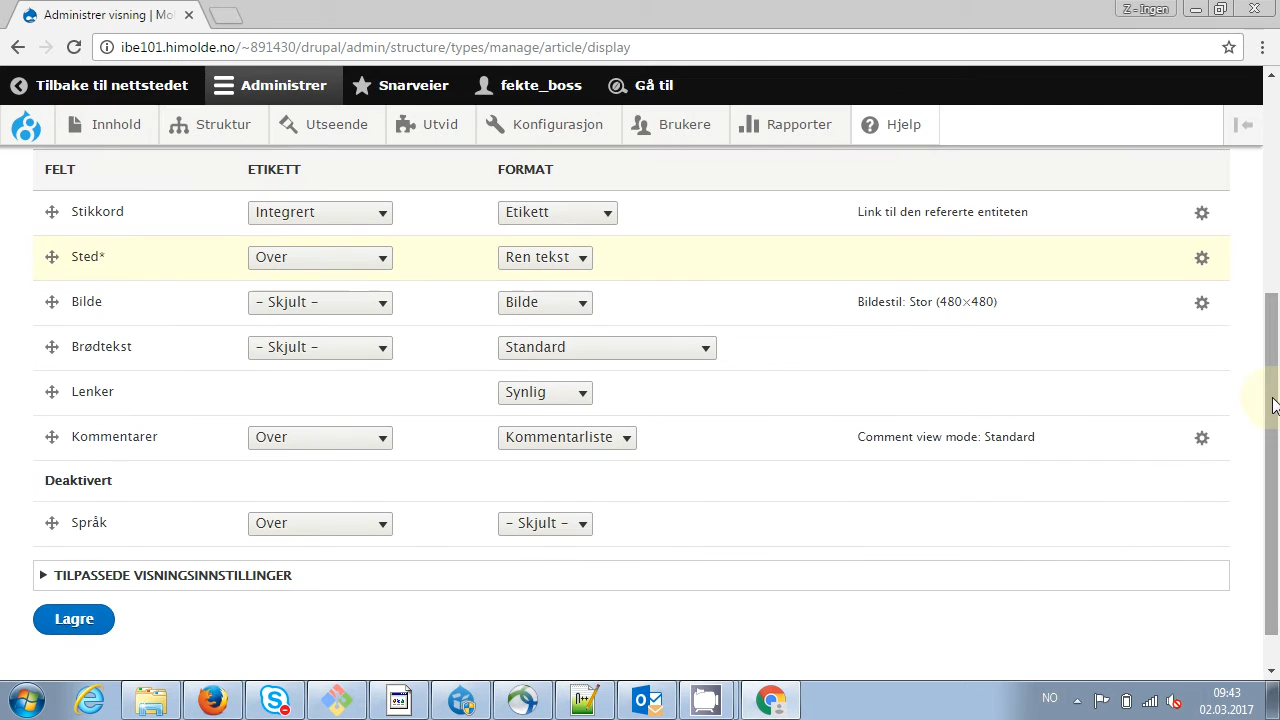 Administrer visning | Mo
Z - Ingen
ibe101.himolde.no/~891430/drupal/admin/structure/types/manage/article/display
Tilbake til nettstedet Administrer Snarveier fekte_boss Gå til
Innhold Struktur Utseende Utvid Konfigurasjon Brukere Rapporter Hjelp
FELT ETIKETT FORMAT
Stikkord Integrert Etikett Link til den refererte entiteten
Sted* Over Ren tekst
Bilde - Skjult - Bilde Bildestil: Stor (480×480)
Brødtekst - Skjult - Standard
Lenker Synlig
Kommentarer Over Kommentarliste Comment view mode: Standard
Deaktivert
Språk Over - Skjult -
TILPASSEDE VISNINGSINNSTILLINGER
Lagre
NO 09:43
02.03.2017